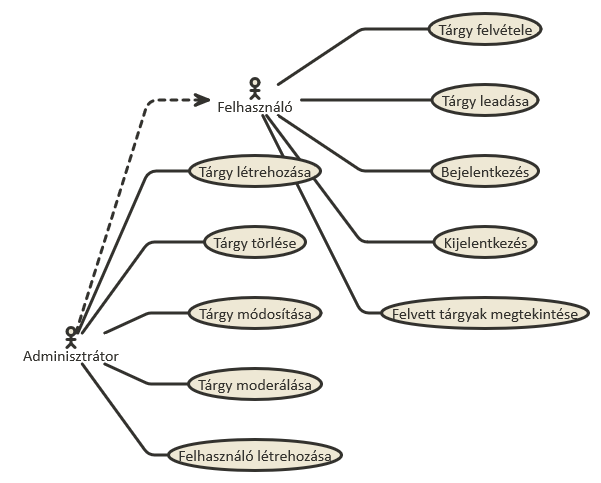 Tárgy felvétele
Felhasználó
Tárgy leadása
Tárgy létrehozása
Bejelentkezés
Tárgy törlése
Kijelentkezés
Tárgy módosítása
Felvett tárgyak megtekintése
Adminisztrátor
Tárgy moderálása
Felhasználó létrehozása